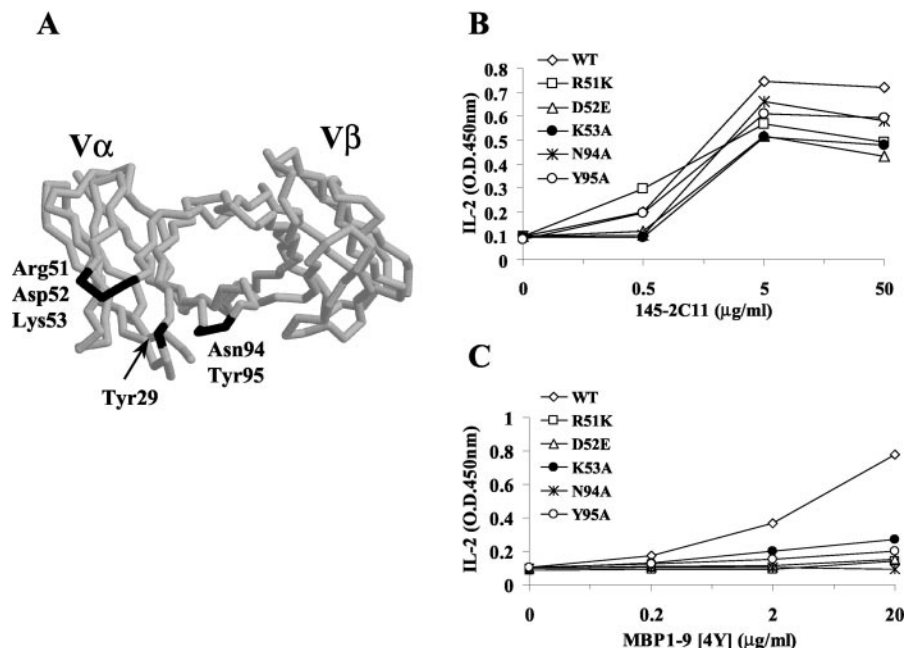 A
Vα
Vβ
Arg51
Asp52
Lys53
Tyr29
Asn94
Tyr95
B
WT
R51K
D52E
K53A
N94A
Y95A
IL-2 (O.D.450nm)
0.8
0.7
0.6
0.5
0.4
0.3
0.2
0.1
0
0 0.5 5 50
145-2C11 (μg/ml)
C
WT
R51K
D52E
K53A
N94A
Y95A
IL-2 (O.D.450nm)
1
0.8
0.6
0.4
0.2
0
0 0.2 2 20
MBP1-9 [4Y] (μg/ml)